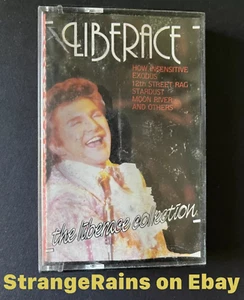 LIBERACE
HOW INSENSITIVE
EXODUS
12TH STREET RAG
STARDUST
MOON RIVER
AND OTHERS
the liberace collection
StrangeRains on Ebay